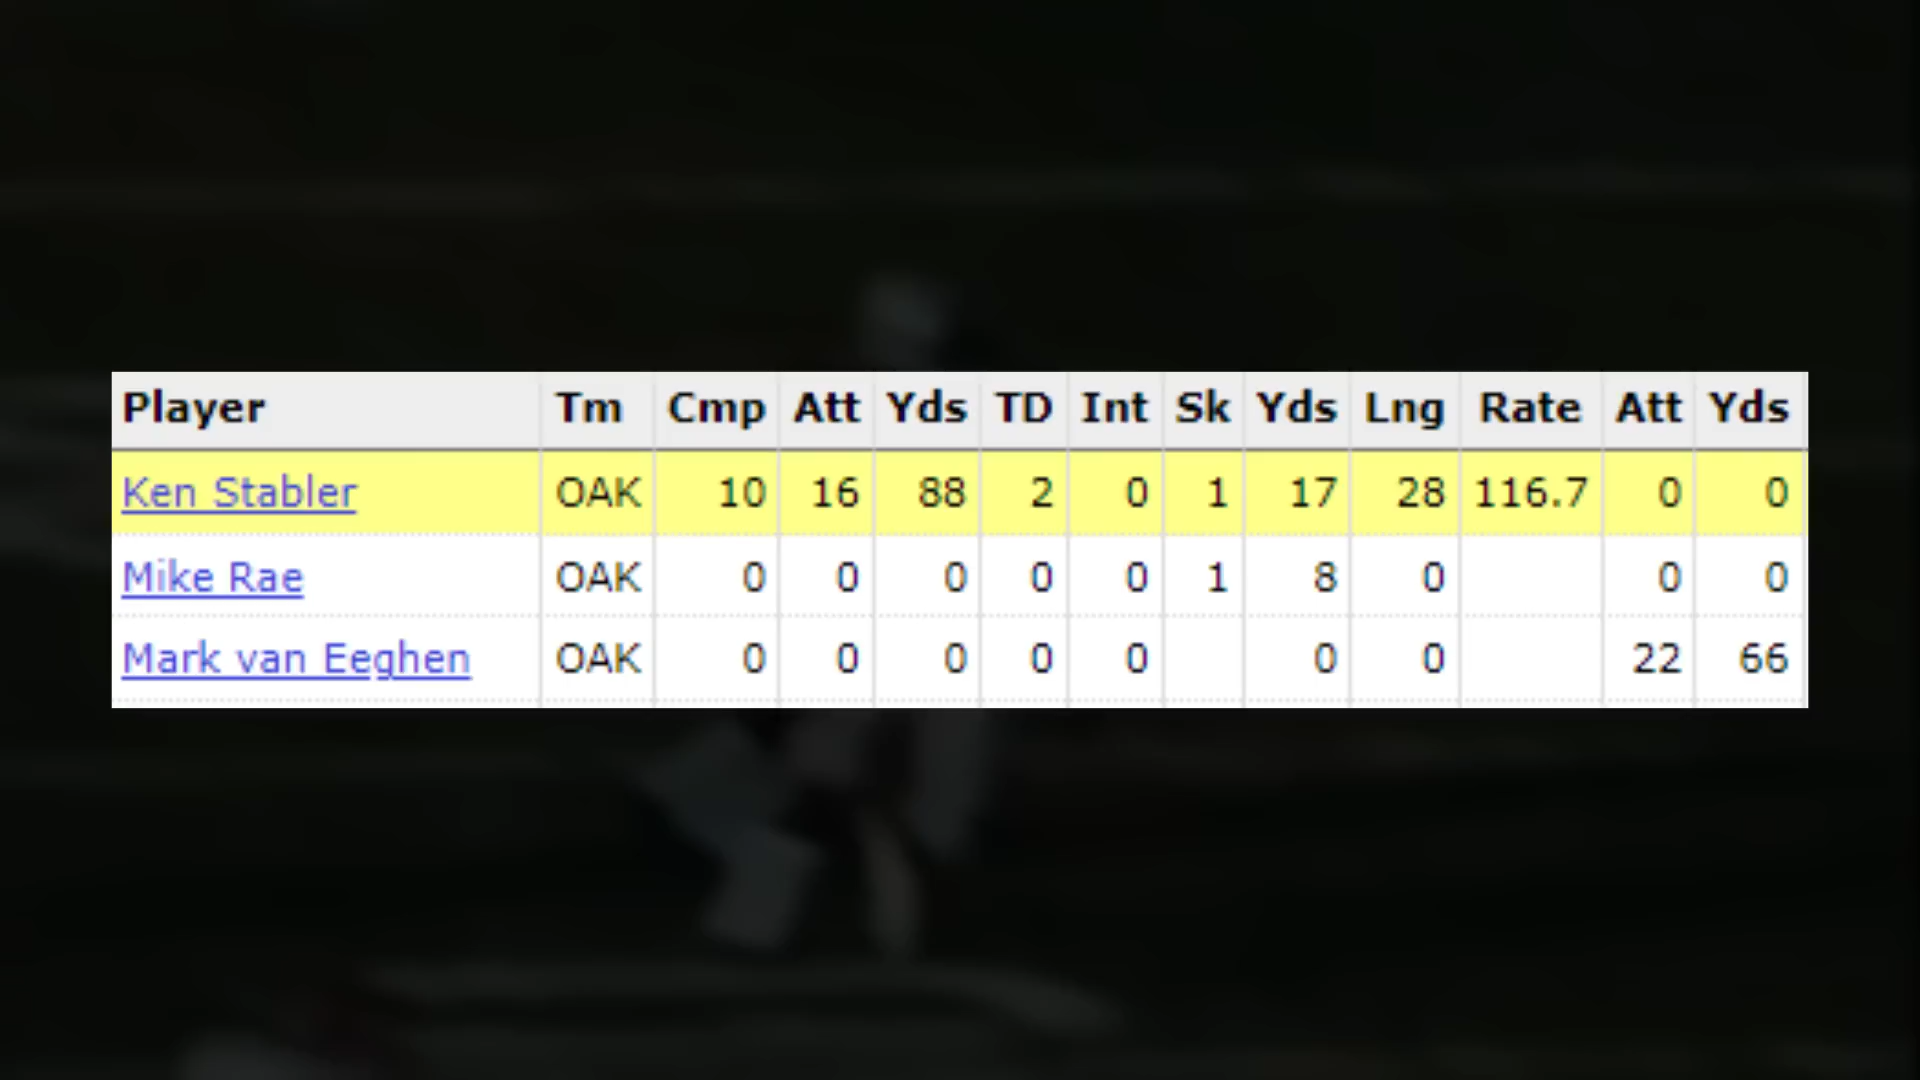 Player Tm Cmp Att Yds TD Int Sk Yds Lng Rate Att Yds
Ken Stabler OAK 10 16 88 2 0 1 17 28 116.7 0 0
Mike Rae OAK 0 0 0 0 0 1 8 0 0 0
Mark van Eeghen OAK 0 0 0 0 0 0 0 22 66